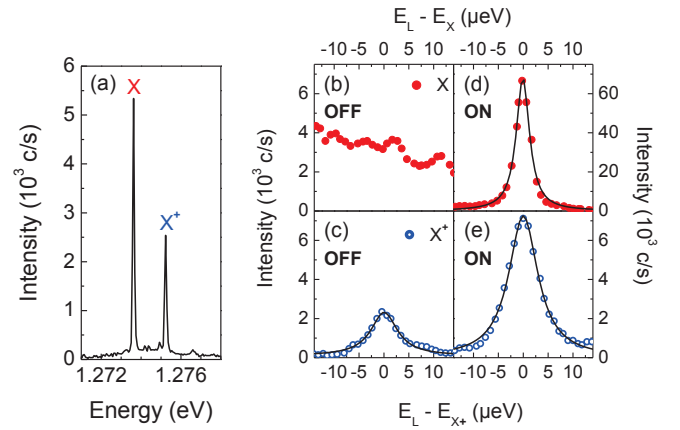 E_L - E_X (µeV)
-10 -5 0 5 10 -10 -5 0 5 10
(a)
X
X⁺
6
5
4
3
2
1
0
Intensity (10³ c/s)
1.272 1.276
Energy (eV)
(b) X
OFF
(d)
ON
6
4
2
0
60
40
20
0
(c) X⁺
OFF
(e)
ON
6
4
2
0
6
4
2
0
Intensity (10³ c/s)
Intensity (10³ c/s)
-10 -5 0 5 10 -10 -5 0 5 10
E_L - E_X+ (µeV)